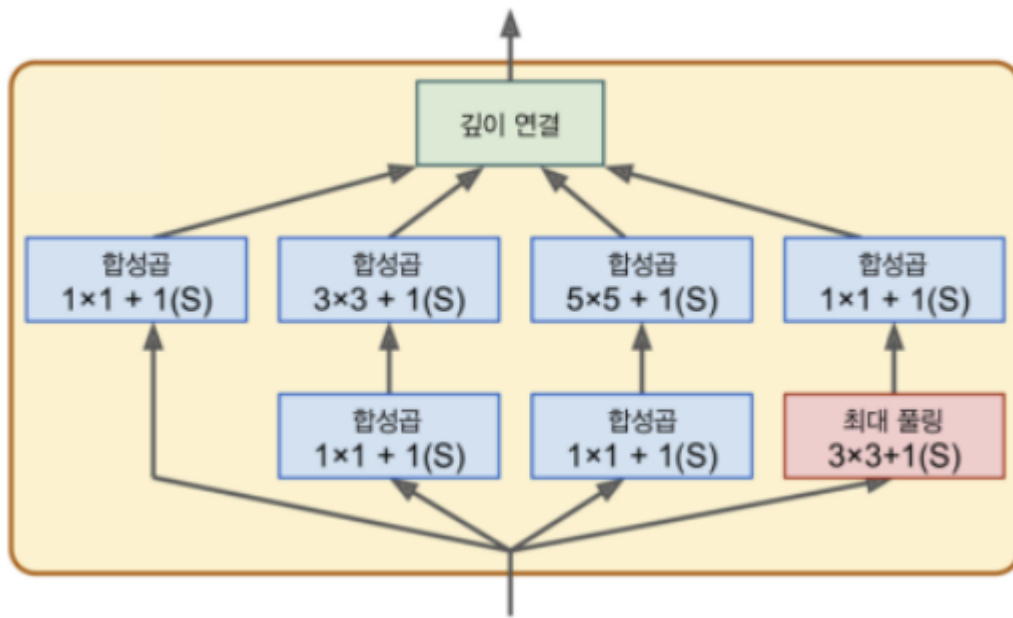 깊이 연결
합성곱
1×1 + 1(S)
합성곱
3×3 + 1(S)
합성곱
5×5 + 1(S)
합성곱
1×1 + 1(S)
합성곱
1×1 + 1(S)
합성곱
1×1 + 1(S)
최대 풀링
3×3+1(S)